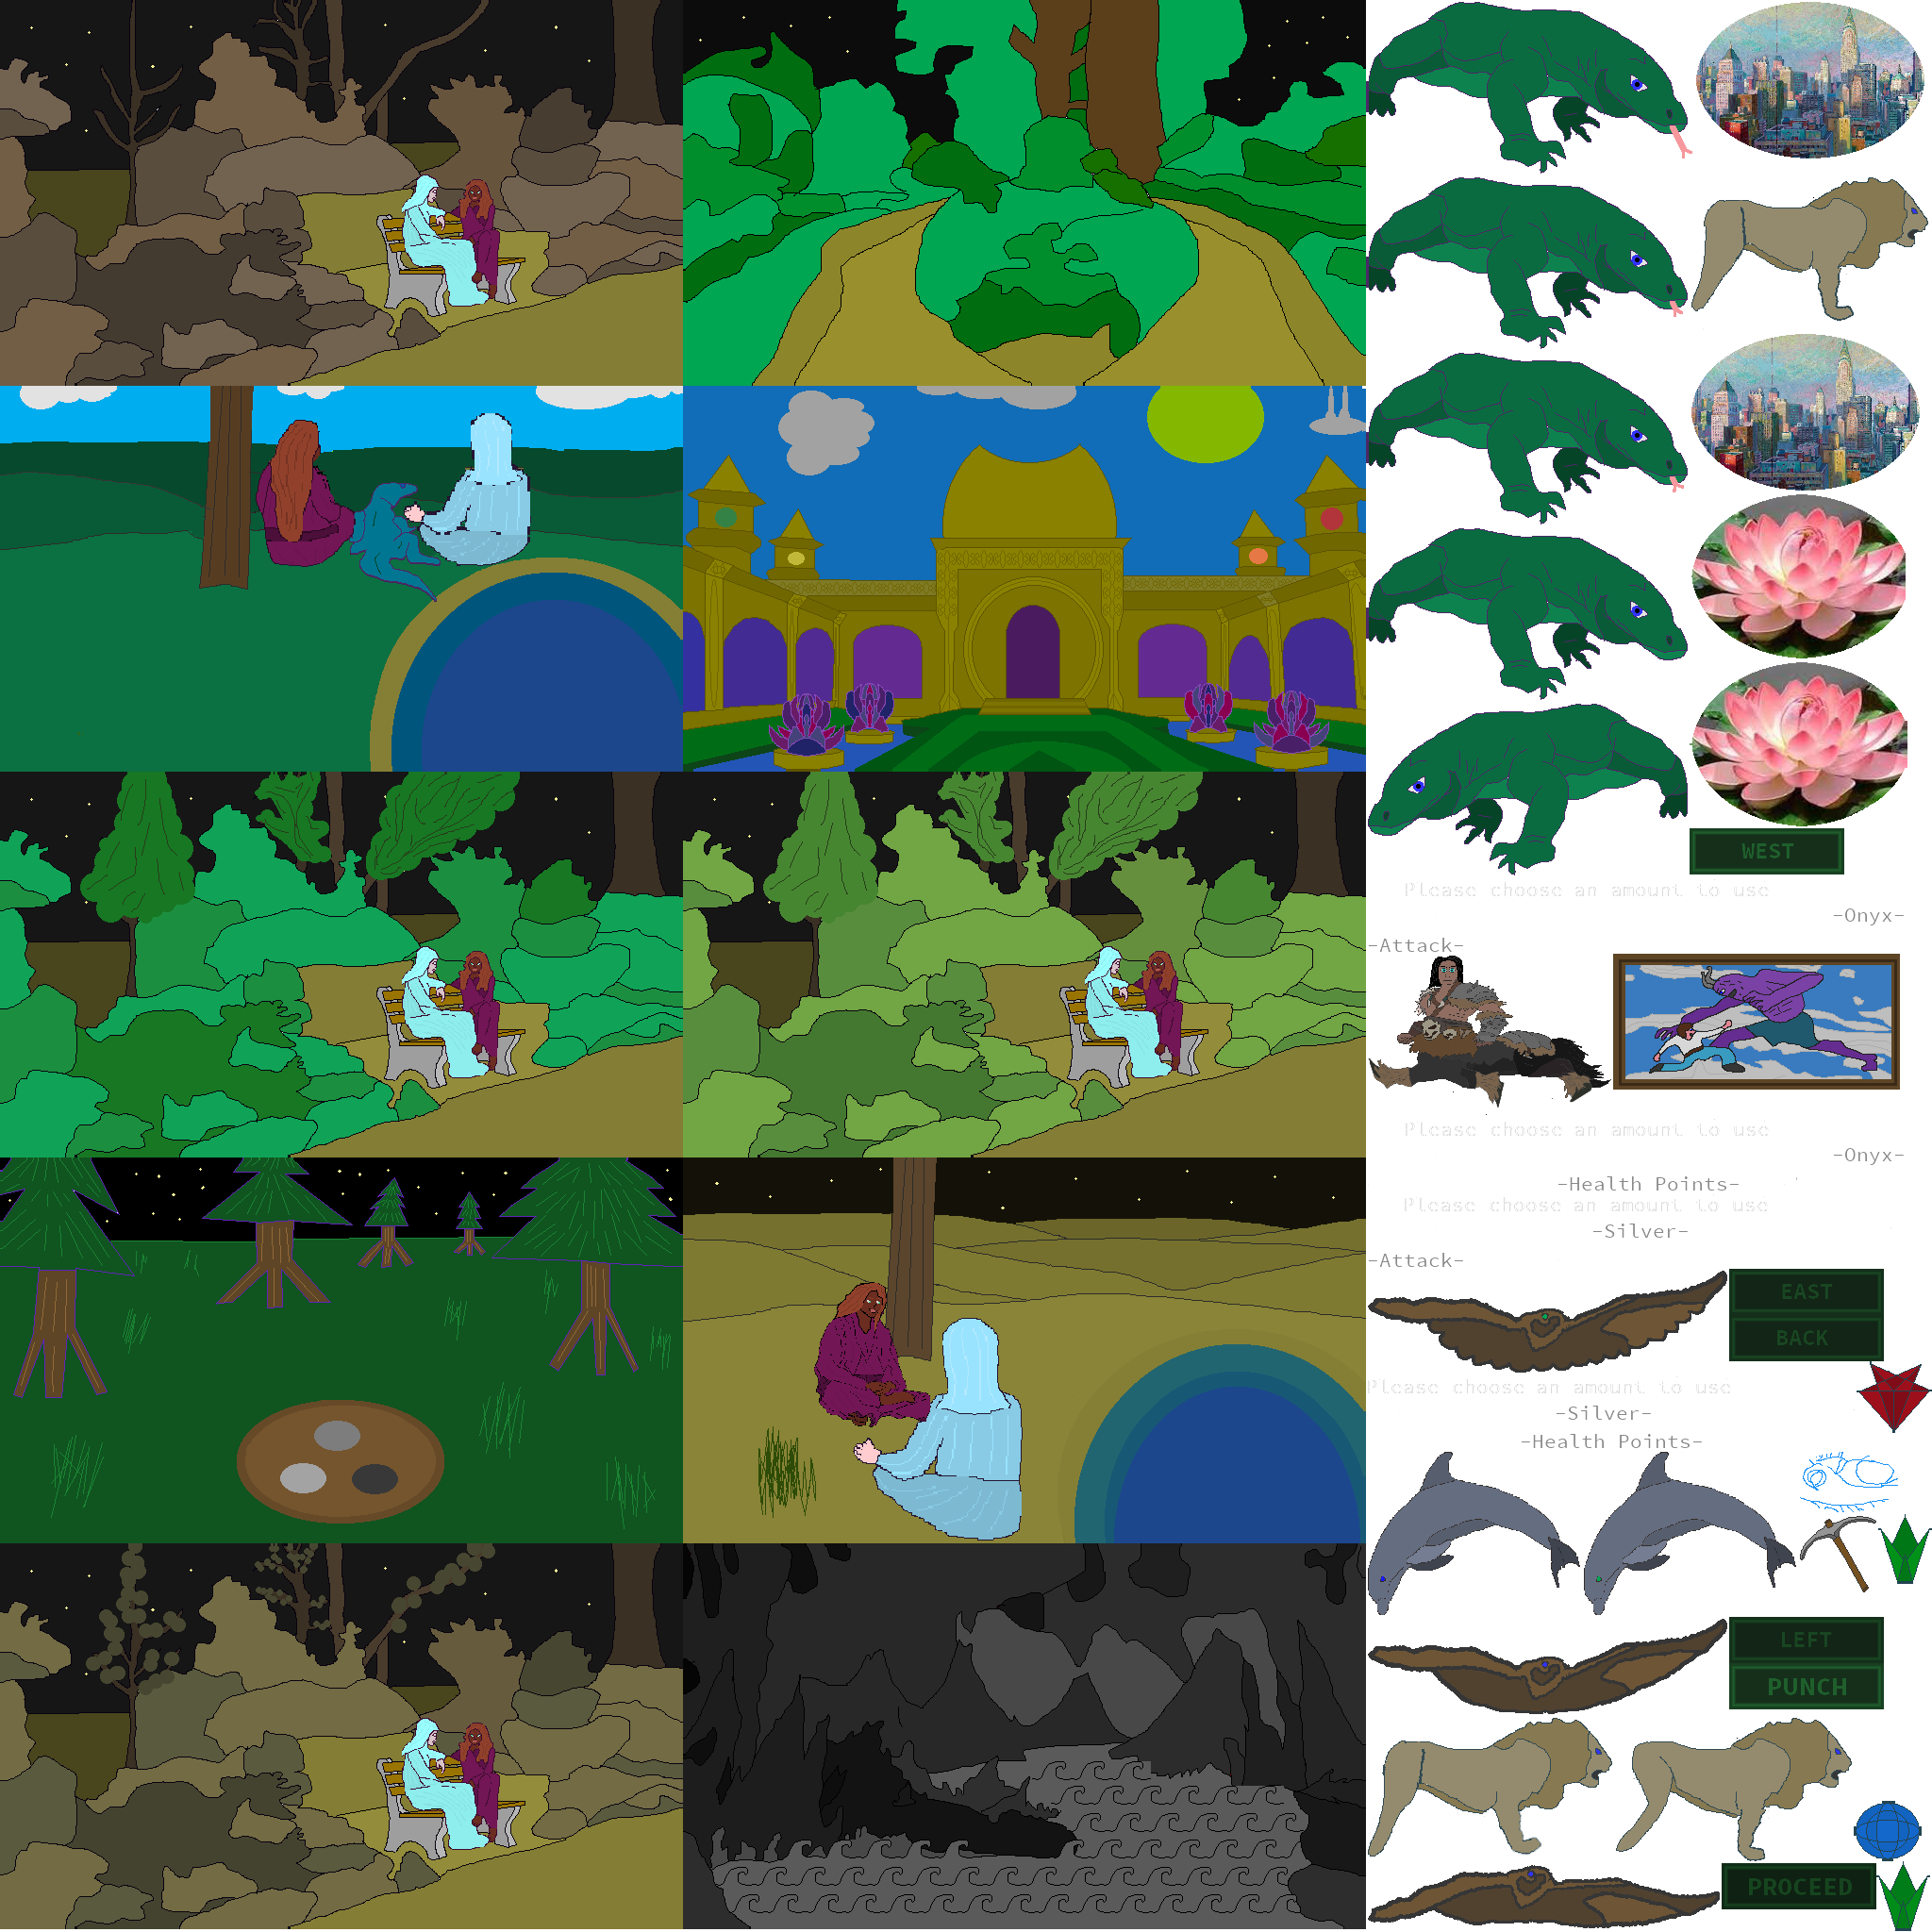 WEST
Please choose an amount to use
-Onyx-
-Attack-
Please choose an amount to use
-Onyx-
-Health Points-
Please choose an amount to use
-Silver-
-Attack-
EAST
BACK
Please choose an amount to use
-Silver-
-Health Points-
LEFT
PUNCH
PROCEED